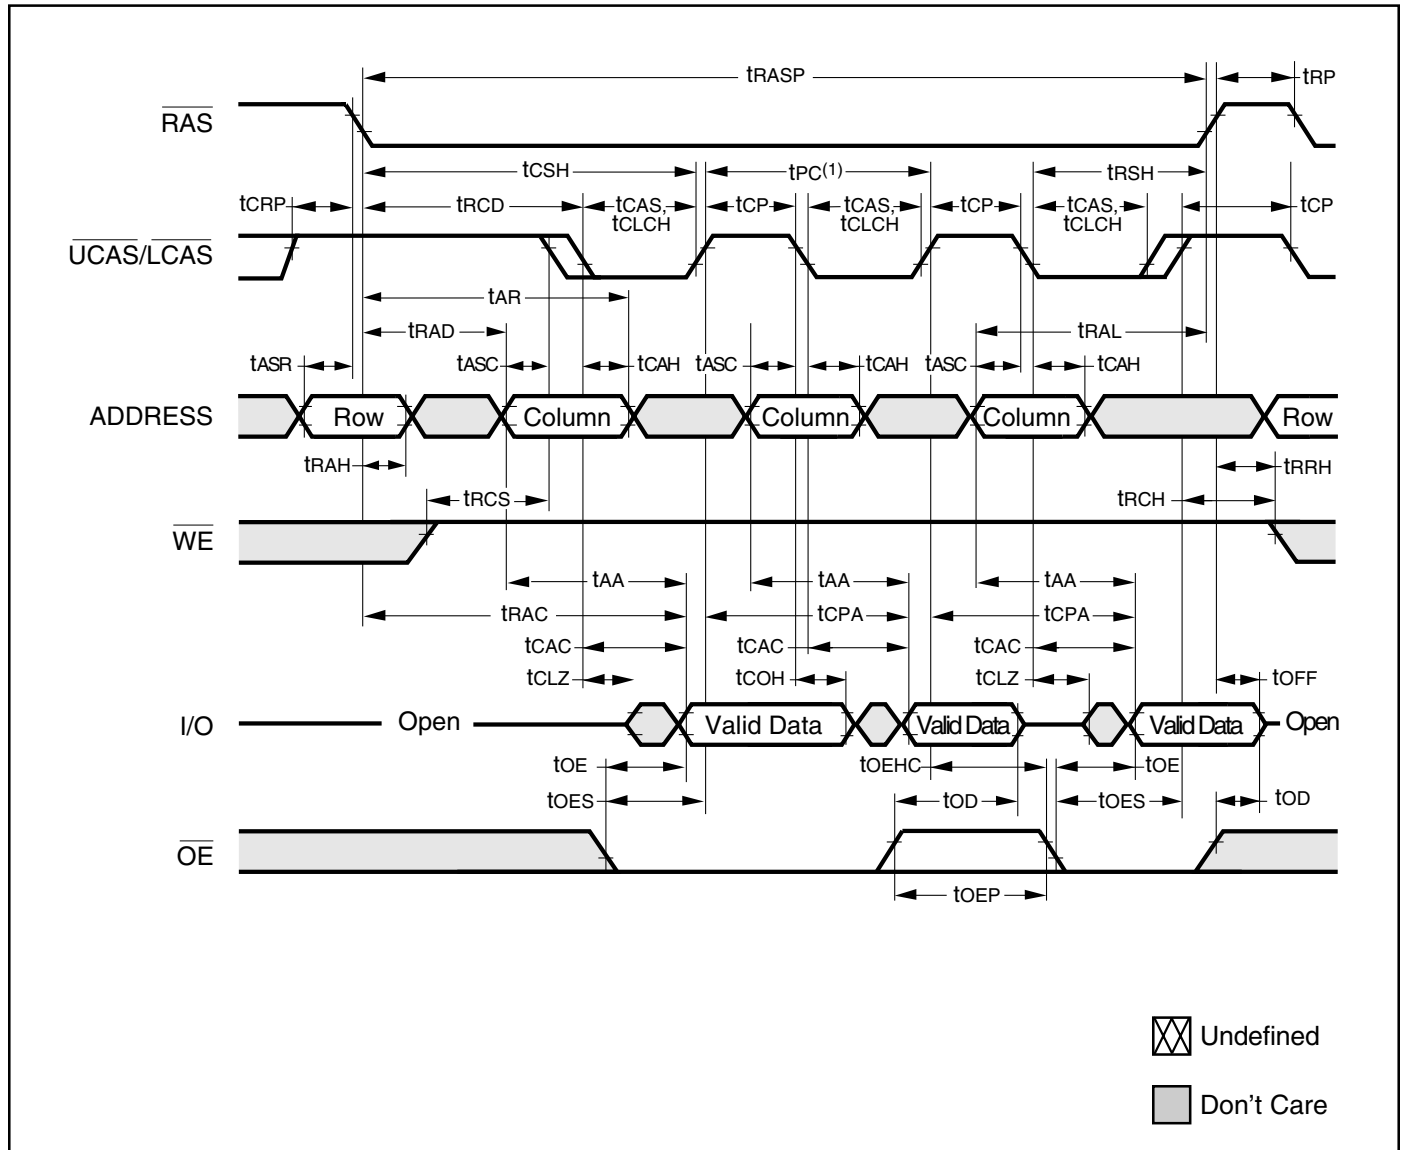 tRASP tRP
RAS
tCSH tPC(1) tRSH
tCRP tRCD tCAS, tCLCH tCP tCAS, tCLCH tCP tCAS, tCLCH tCP
UCAS/LCAS
tAR
tRAD tRAL
tASR tASC tCAH tASC tCAH tASC tCAH
ADDRESS Row Column Column Column Row
tRAH tRRH
tRCS tRCH
WE
tAA tAA tAA
tRAC tCPA tCPA
tCAC tCAC tCAC
tCLZ tCOH tCLZ tOFF
I/O Open Valid Data Valid Data Valid Data Open
tOE tOEHC tOE
tOES tOD tOES tOD
OE
tOEP
Undefined
Don't Care